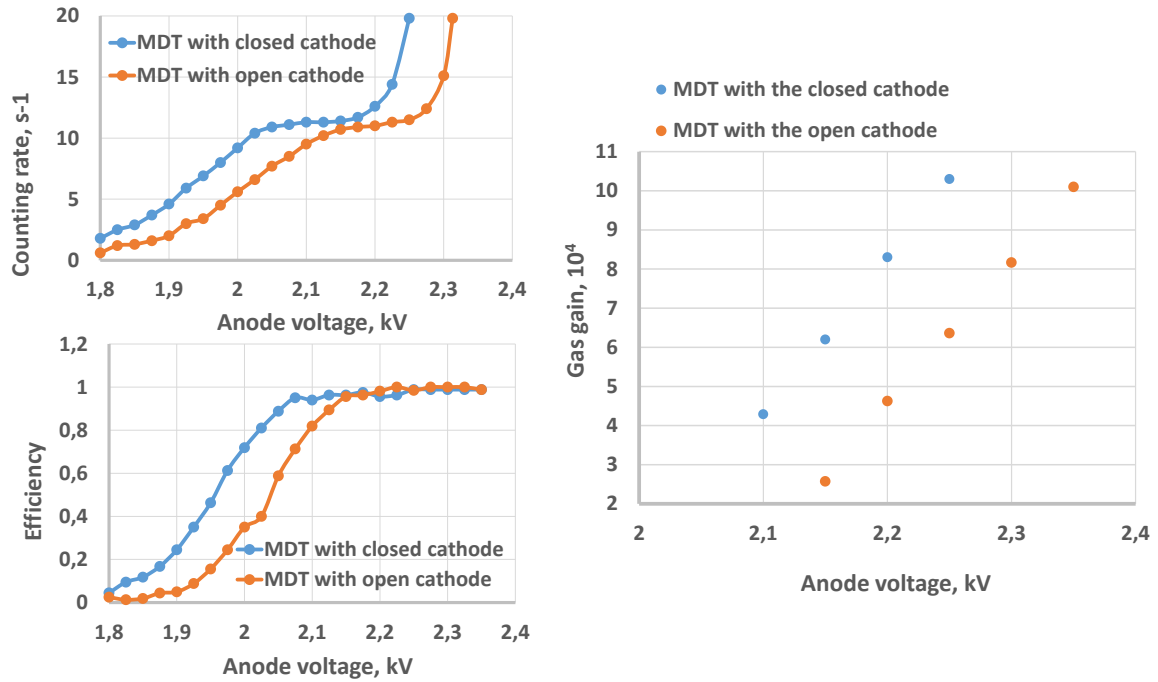 20
15
10
5
0
Counting rate, s-1
MDT with closed cathode
MDT with open cathode
1,8 1,9 2 2,1 2,2 2,3 2,4
Anode voltage, kV
1,2
1
0,8
0,6
0,4
0,2
0
Efficiency
MDT with closed cathode
MDT with open cathode
1,8 1,9 2 2,1 2,2 2,3 2,4
Anode voltage, kV
MDT with the closed cathode
MDT with the open cathode
11
10
9
8
7
6
5
4
3
2
Gas gain, 10⁴
2 2,1 2,2 2,3 2,4
Anode voltage, kV